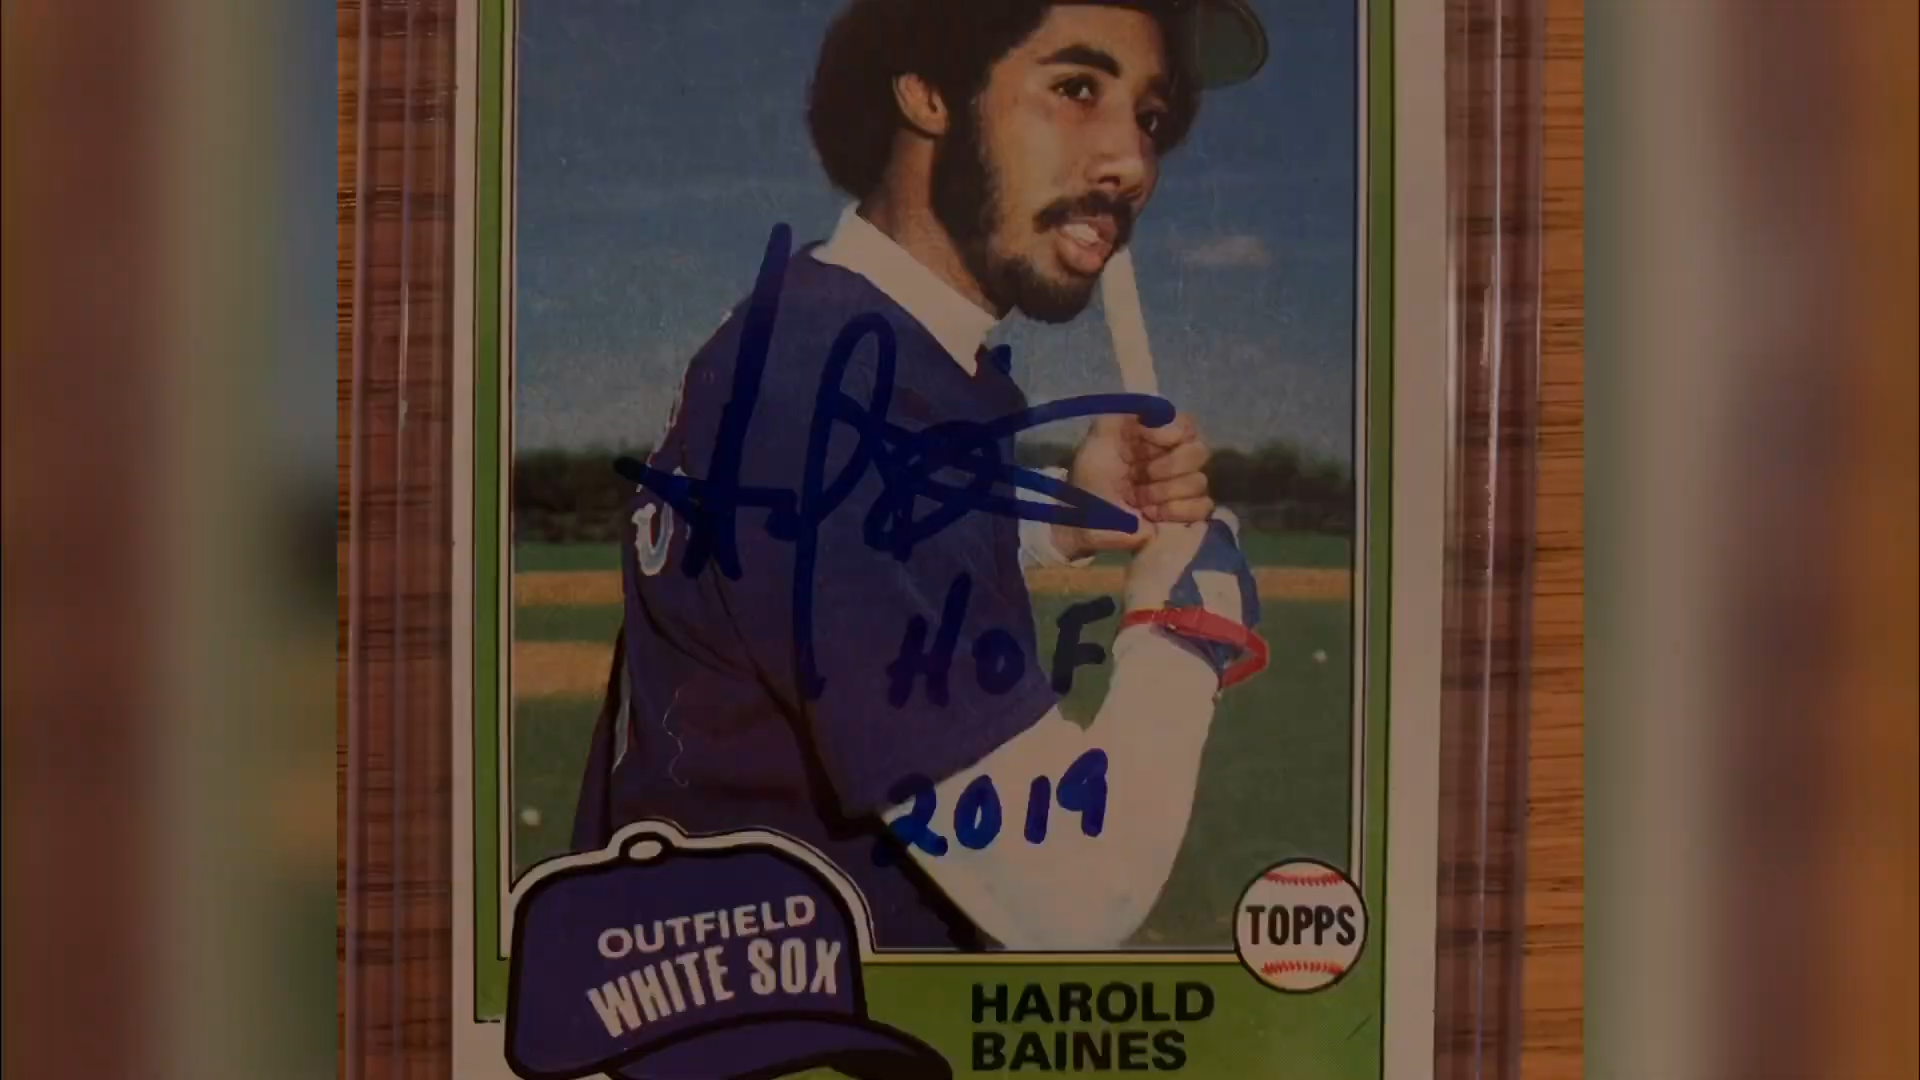 HOF
2019
OUTFIELD
WHITE SOX
TOPPS
HAROLD
BAINES